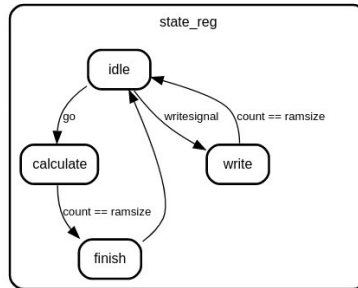 state_reg
idle
go
writesignal
count == ramsize
calculate
write
count == ramsize
finish